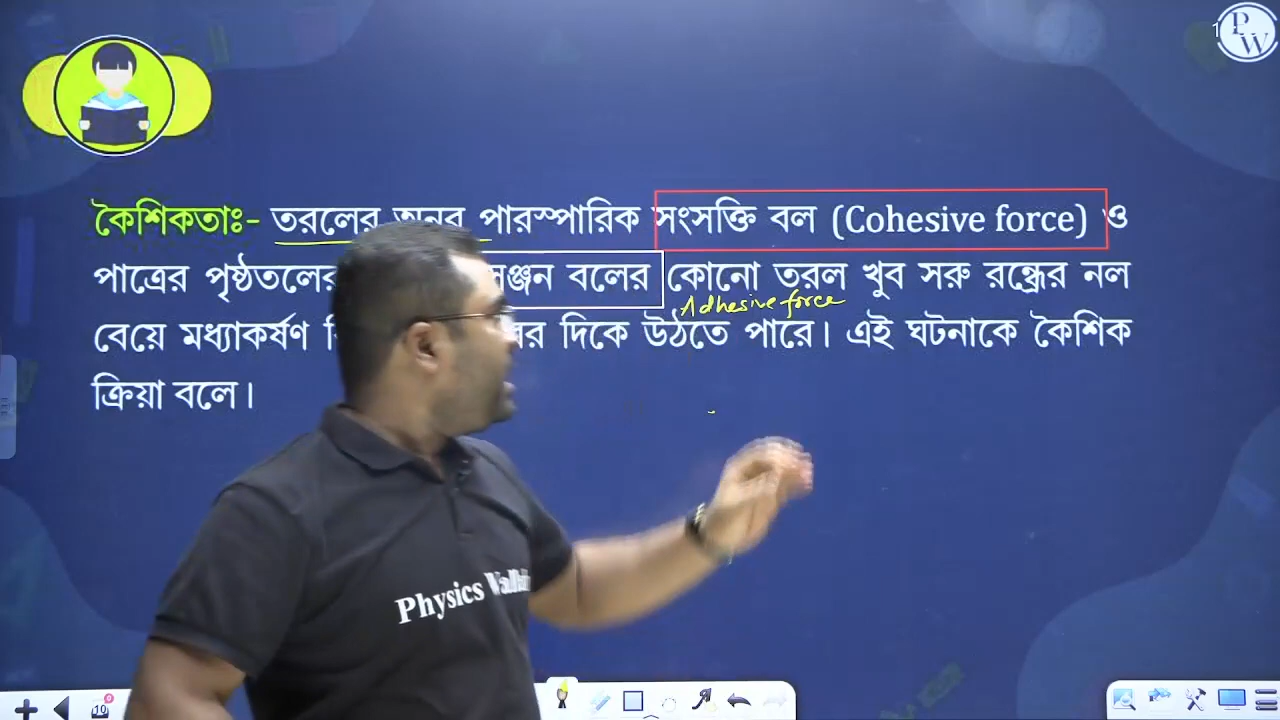 PW
কৈশিকতাঃ- তরলের অনুর পারস্পারিক সংসক্তি বল (Cohesive force) ও
পাত্রের পৃষ্ঠতলের বলের কোনো তরল খুব সরু রন্ধ্রের নল
Adhesive force
বেয়ে মধ্যাকর্ষণ দিকে উঠতে পারে। এই ঘটনাকে কৈশিক
ক্রিয়া বলে।
Physics
19